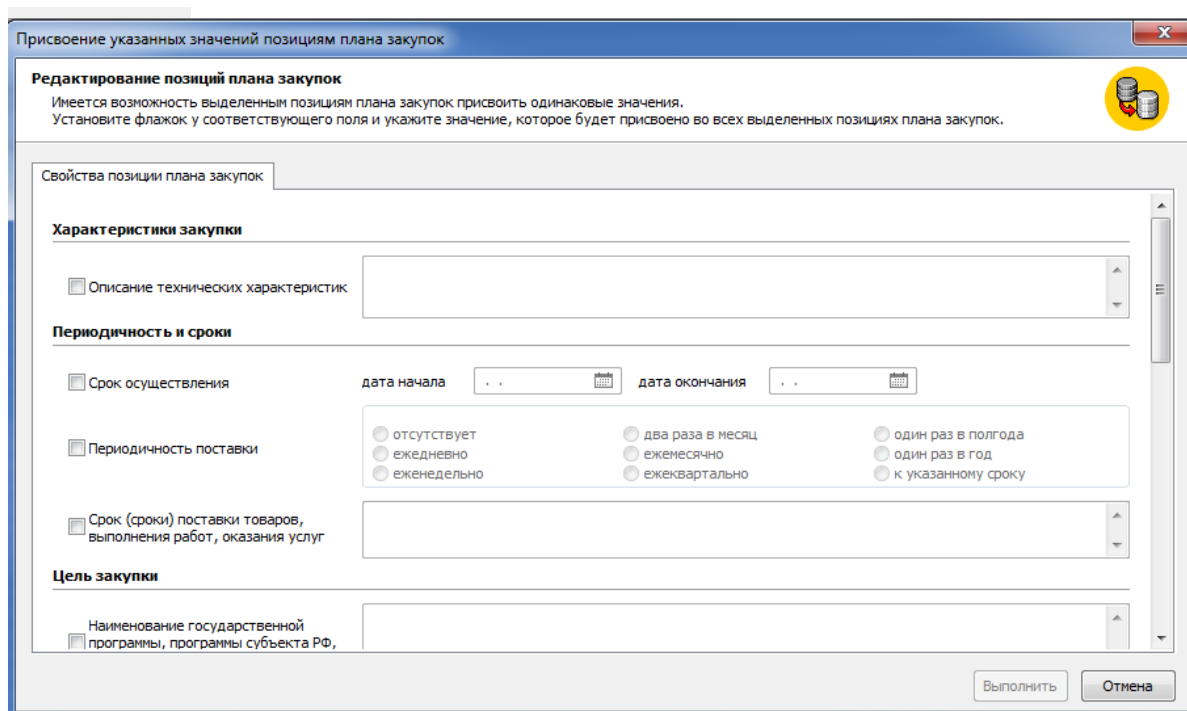 Присвоение указанных значений позициям плана закупок
Редактирование позиций плана закупок
Имеется возможность выделенным позициям плана закупок присвоить одинаковые значения.
Установите флажок у соответствующего поля и укажите значение, которое будет присвоено во всех выделенных позициях плана закупок.
Свойства позиции плана закупок
Характеристики закупки
Описание технических характеристик
Периодичность и сроки
Срок осуществления дата начала . . дата окончания . .
Периодичность поставки
отсутствует два раза в месяц один раз в полгода
ежедневно ежемесячно один раз в год
еженедельно ежеквартально к указанному сроку
Срок (сроки) поставки товаров,
выполнения работ, оказания услуг
Цель закупки
Наименование государственной
программы, программы субъекта РФ,
Выполнить Отмена